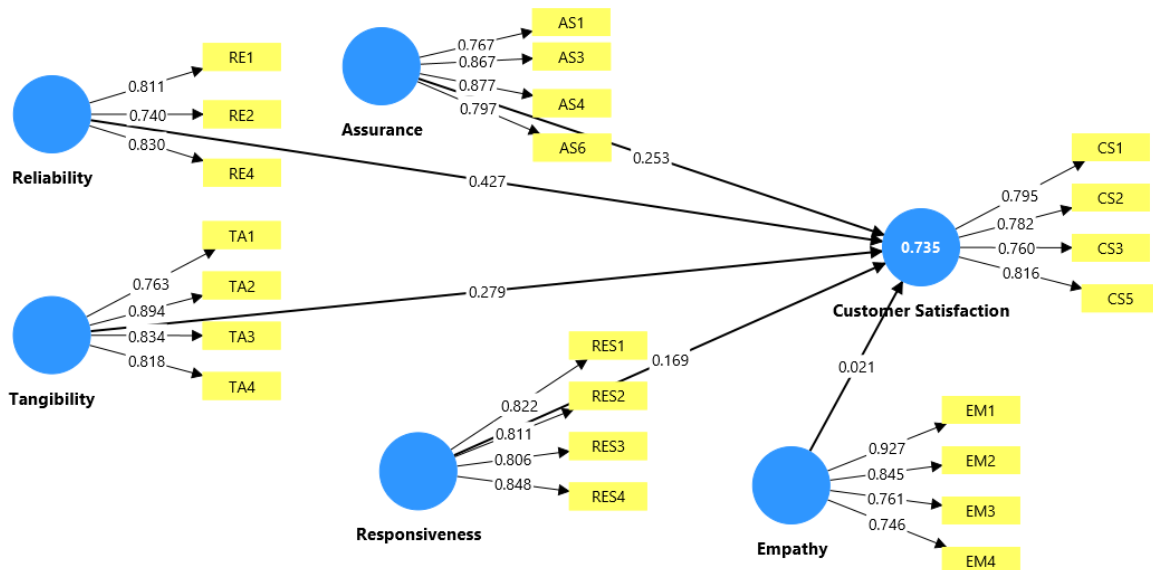 Reliability
0.811
0.740
0.830
RE1
RE2
RE4
Assurance
0.767
0.867
0.877
0.797
AS1
AS3
AS4
AS6
0.253
0.427
Tangibility
0.763
0.894
0.834
0.818
TA1
TA2
TA3
TA4
0.279
Responsiveness
0.822
0.811
0.806
0.848
RES1
RES2
RES3
RES4
0.169
Empathy
0.927
0.845
0.761
0.746
EM1
EM2
EM3
EM4
0.021
0.735
Customer Satisfaction
0.795
0.782
0.760
0.816
CS1
CS2
CS3
CS5